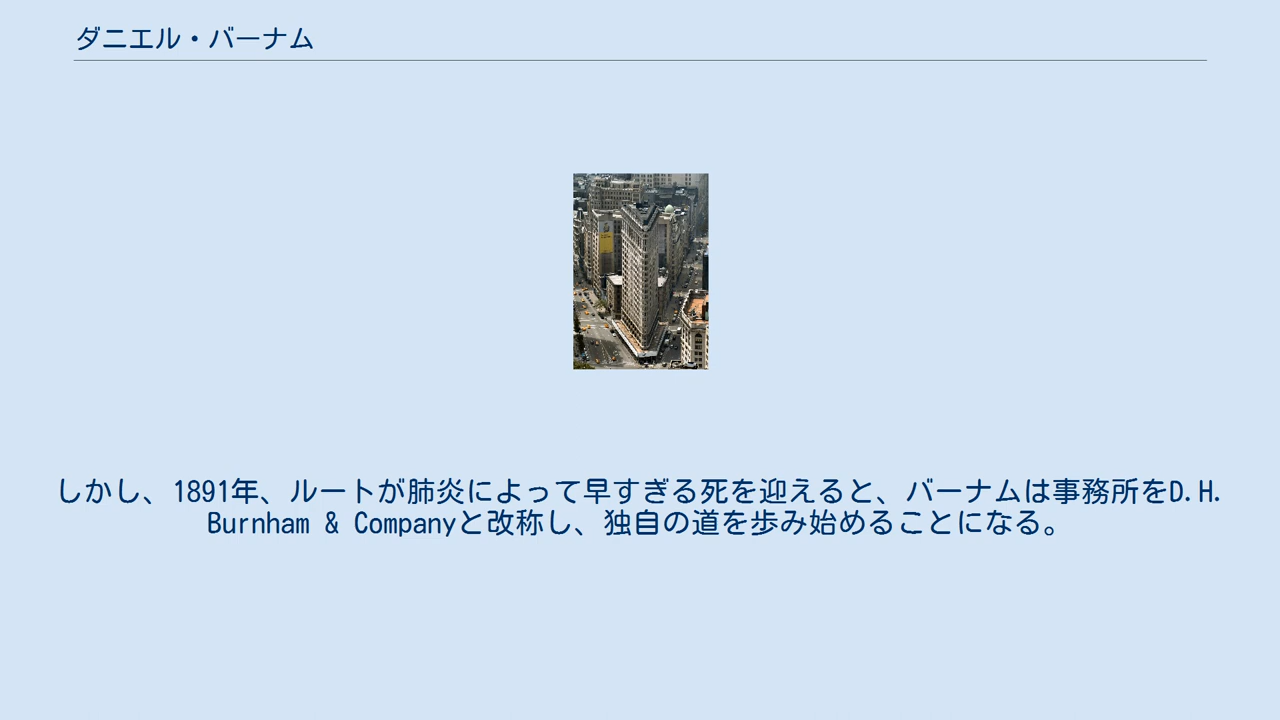 ダニエル・バーナム
しかし、1891年、ルートが肺炎によって早すぎる死を迎えると、バーナムは事務所をD.H.
Burnham & Companyと改称し、独自の道を歩み始めることになる。